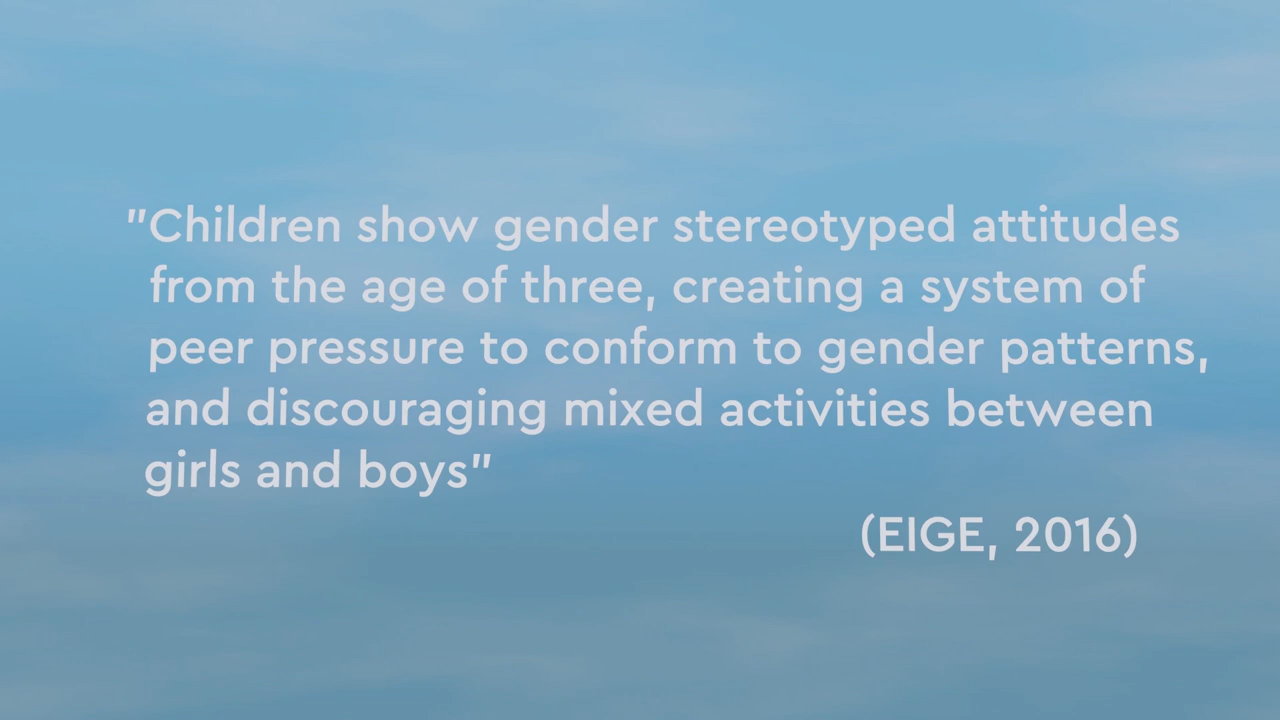 "Children show gender stereotyped attitudes
from the age of three, creating a system of
peer pressure to conform to gender patterns,
and discouraging mixed activities between
girls and boys"
(EIGE, 2016)